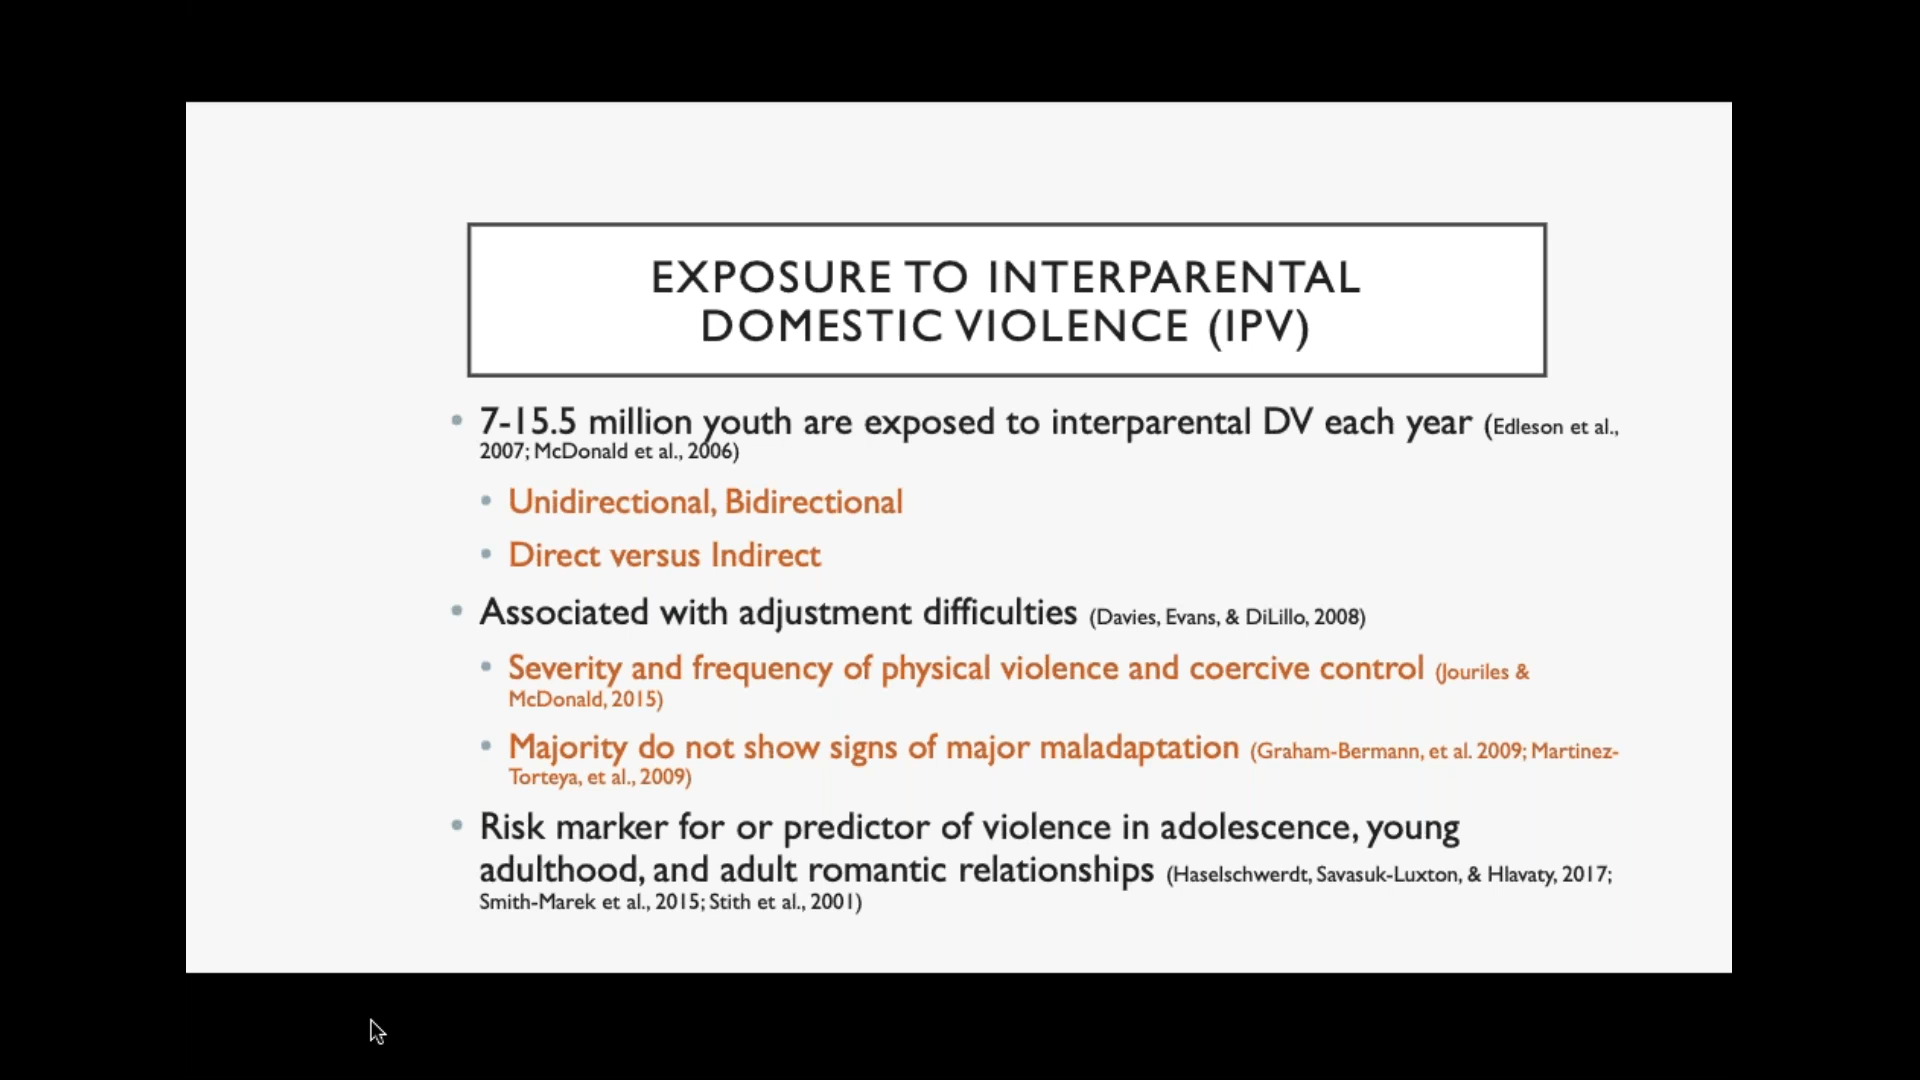 EXPOSURE TO INTERPARENTAL
DOMESTIC VIOLENCE (IPV)
• 7-15.5 million youth are exposed to interparental DV each year (Edleson et al.,
2007; McDonald et al., 2006)
• Unidirectional, Bidirectional
• Direct versus Indirect
• Associated with adjustment difficulties (Davies, Evans, & DiLillo, 2008)
• Severity and frequency of physical violence and coercive control (Jouriles &
McDonald, 2015)
• Majority do not show signs of major maladaptation (Graham-Bermann, et al. 2009; Martinez-
Torteya, et al., 2009)
• Risk marker for or predictor of violence in adolescence, young
adulthood, and adult romantic relationships (Haselschwerdt, Savasuk-Luxton, & Hlavaty, 2017;
Smith-Marek et al., 2015; Stith et al., 2001)